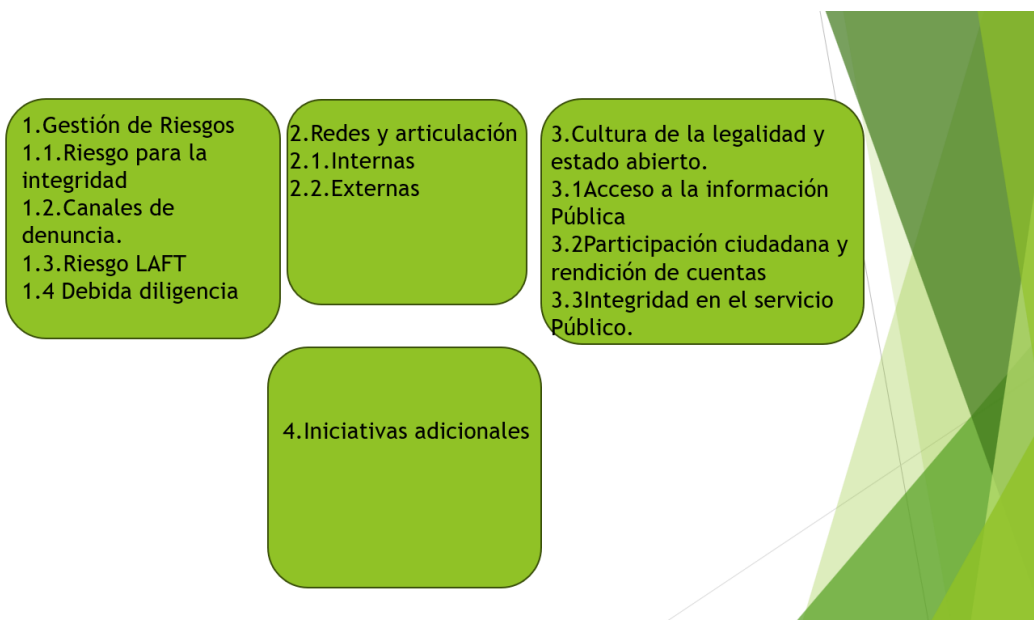 1.Gestión de Riesgos
1.1.Riesgo para la
integridad
1.2.Canales de
denuncia.
1.3.Riesgo LAFT
1.4 Debida diligencia
2.Redes y articulación
2.1.Internas
2.2.Externas
3.Cultura de la legalidad y
estado abierto.
3.1Acceso a la información
Pública
3.2Participación ciudadana y
rendición de cuentas
3.3Integridad en el servicio
Público.
4.Iniciativas adicionales